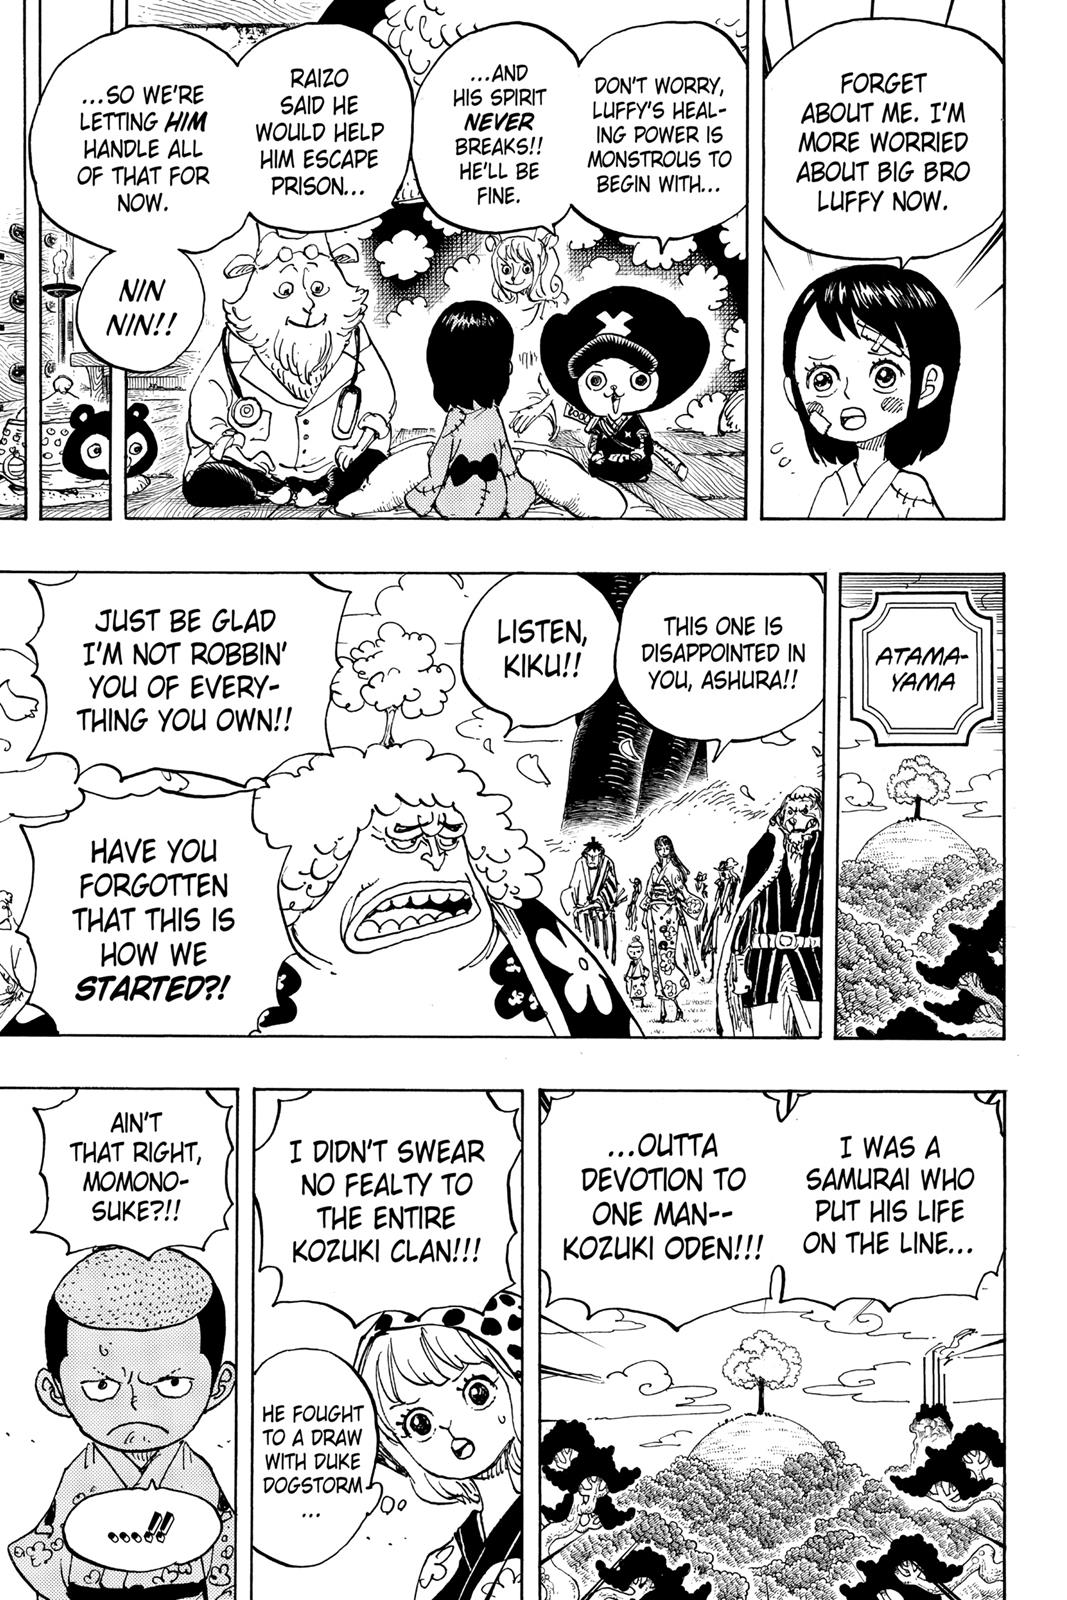 FORGET
ABOUT ME. I'M
MORE WORRIED
ABOUT BIG BRO
LUFFY NOW.
DON'T WORRY,
LUFFY'S HEAL-
ING POWER IS
MONSTROUS TO
BEGIN WITH...
...AND
HIS SPIRIT
NEVER
BREAKS!!
HE'LL BE
FINE.
RAIZO
SAID HE
WOULD HELP
HIM ESCAPE
PRISON...
...SO WE'RE
LETTING HIM
HANDLE ALL
OF THAT FOR
NOW.
NIN
NIN!!
ATAMA-
YAMA
THIS ONE IS
DISAPPOINTED IN
YOU, ASHURA!!
LISTEN,
KIKU!!
JUST BE GLAD
I'M NOT ROBBIN'
YOU OF EVERY-
THING YOU OWN!!
HAVE YOU
FORGOTTEN
THAT THIS IS
HOW WE
STARTED?!
I WAS A
SAMURAI WHO
PUT HIS LIFE
ON THE LINE...
...OUTTA
DEVOTION TO
ONE MAN--
KOZUKI ODEN!!!
I DIDN'T SWEAR
NO FEALTY TO
THE ENTIRE
KOZUKI CLAN!!!
HE FOUGHT
TO A DRAW
WITH DUKE
DOGSTORM
...
AIN'T
THAT RIGHT,
MOMONO-
SUKE?!!
....!!